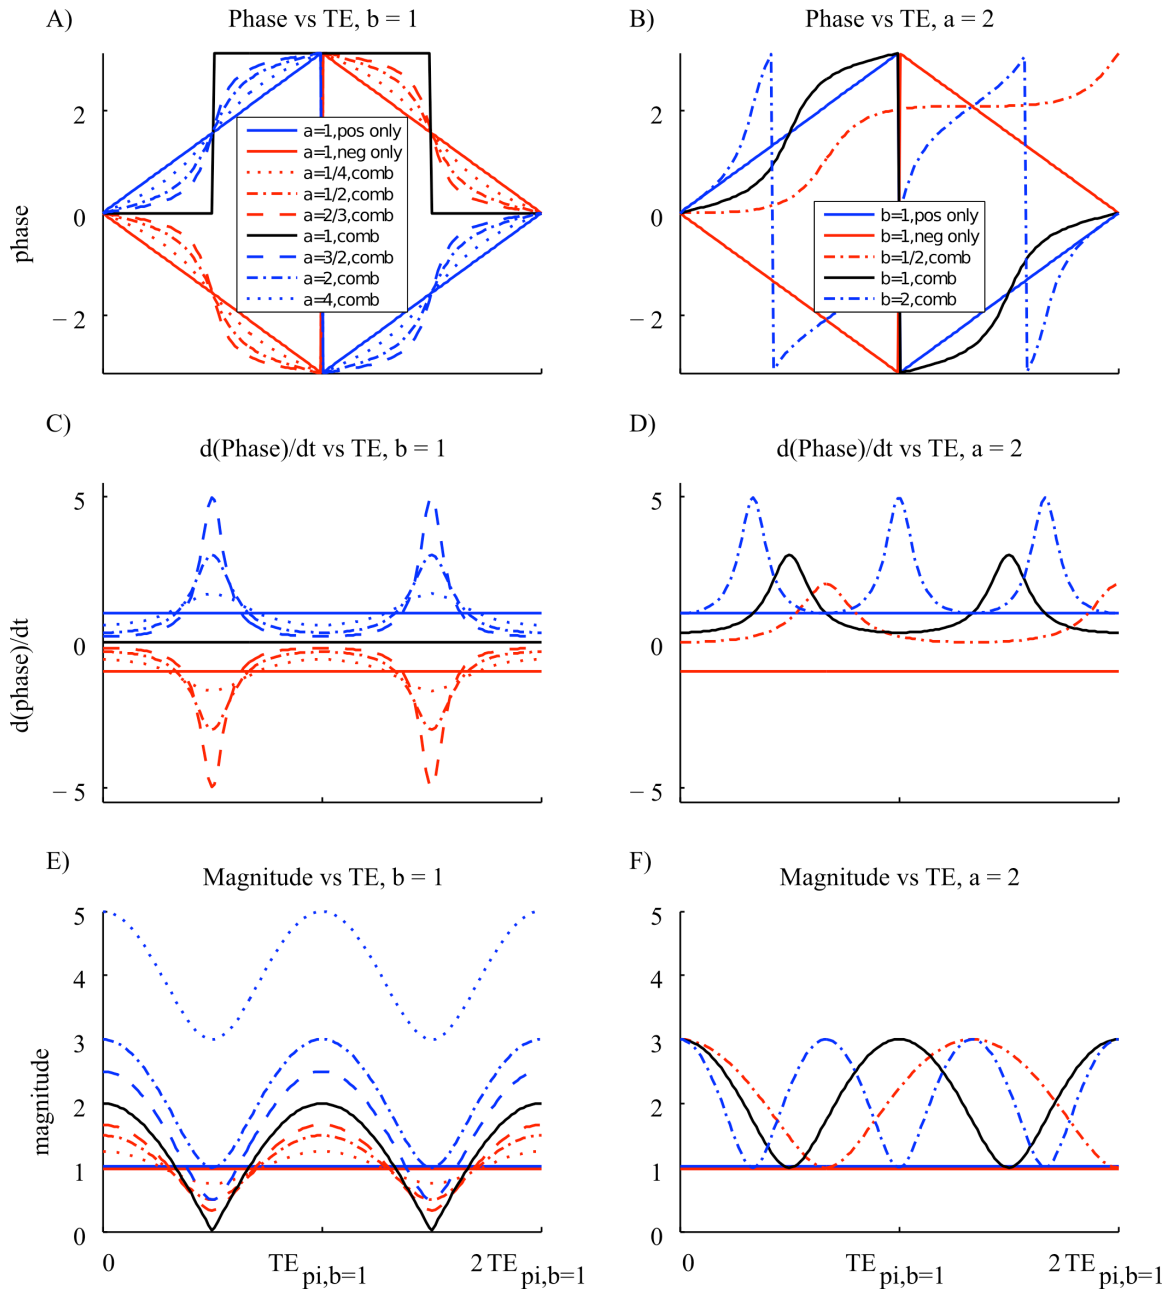 A)
Phase vs TE, b = 1
2
0
− 2
phase
a=1,pos only
a=1,neg only
a=1/4,comb
a=1/2,comb
a=2/3,comb
a=1,comb
a=3/2,comb
a=2,comb
a=4,comb
B)
Phase vs TE, a = 2
2
0
− 2
b=1,pos only
b=1,neg only
b=1/2,comb
b=1,comb
b=2,comb
C)
d(Phase)/dt vs TE, b = 1
5
0
− 5
d(phase)/dt
D)
d(Phase)/dt vs TE, a = 2
5
0
− 5
E)
Magnitude vs TE, b = 1
5
4
3
2
1
0
magnitude
0
TE pi,b=1
2 TE pi,b=1
F)
Magnitude vs TE, a = 2
5
4
3
2
1
0
0
TE pi,b=1
2 TE pi,b=1